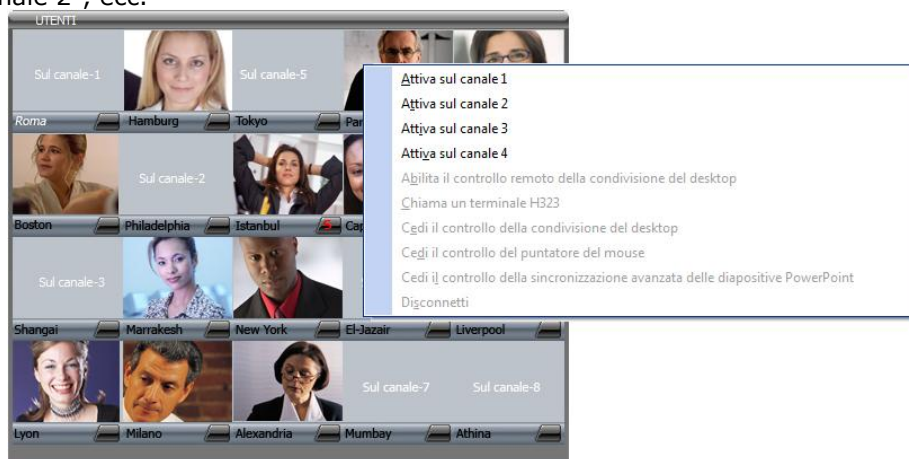 nale 2", ecc.
UTENTI
Sul canale-1
Sul canale-5
Roma
Hamburg
Tokyo
Attiva sul canale 1
Attiva sul canale 2
Attiva sul canale 3
Attiva sul canale 4
Abilita il controllo remoto della condivisione del desktop
Chiama un terminale H323
Cedi il controllo della condivisione del desktop
Cedi il controllo del puntatore del mouse
Cedi il controllo della sincronizzazione avanzata delle diapositive PowerPoint
Disconnetti
Sul canale-2
Boston
Philadelphia
Istanbul
5
Sul canale-3
Shangai
Marrakesh
New York
El-Jazair
Liverpool
Sul canale-7
Sul canale-8
Lyon
Milano
Alexandria
Mumbay
Athina